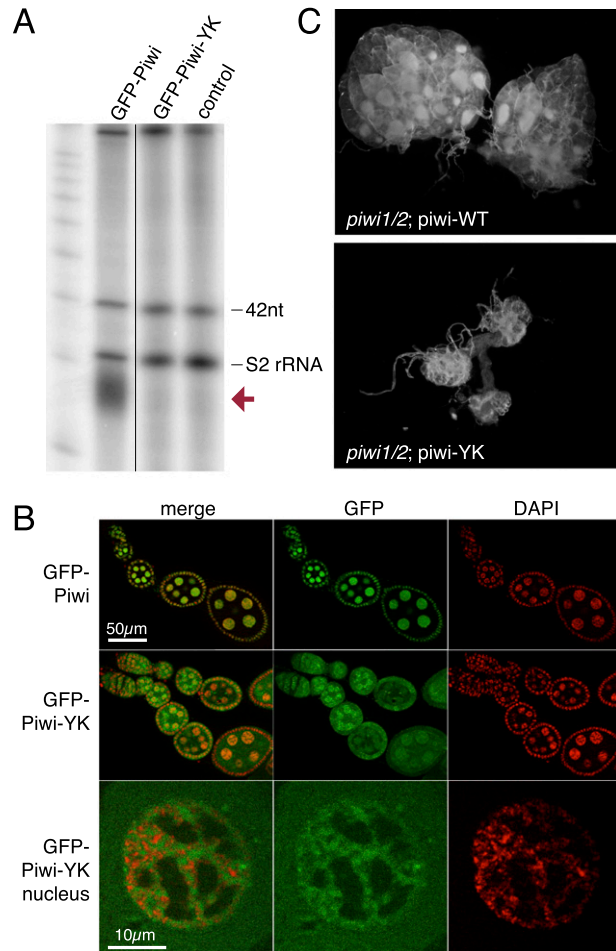 A
GFP-Piwi
GFP-Piwi-YK
control
42nt
S2 rRNA
C
piwi1/2; piwi-WT
piwi1/2; piwi-YK
B
merge
GFP
DAPI
GFP-
Piwi
50µm
GFP-
Piwi-YK
GFP-
Piwi-YK
nucleus
10µm